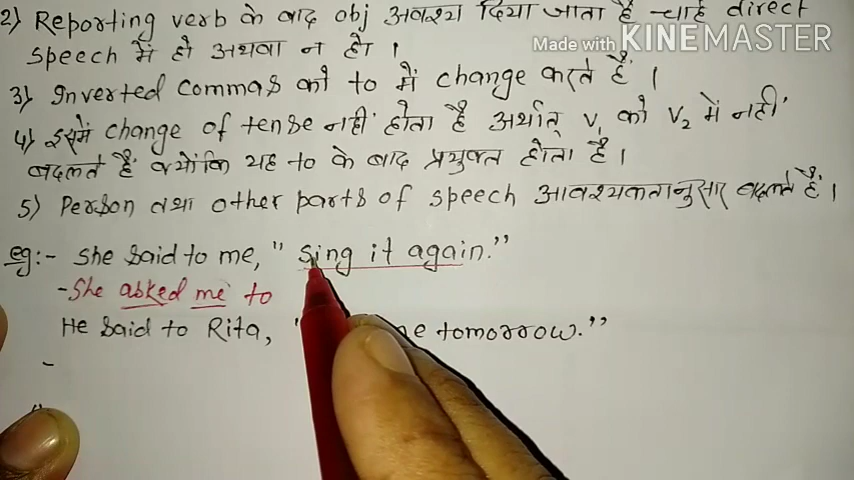 2) Reporting verb के बाद obj अवश्य दिया जाता है चाहे direct
speech में हो अथवा न हो ।
Made with KINEMASTER
3) Inverted commas को to में change करते हैं ।
4) इसमें change of tense नहीं होता है अर्थात् V1 को V2 में नहीं
बदलते हैं क्योंकि यह to के बाद प्रयुक्त होता है ।
5) Person तथा other parts of speech आवश्यकतानुसार बदलते हैं ।
eg:- She said to me, "Sing it again."
-She asked me to
He said to Rita, " tomorrow."
-